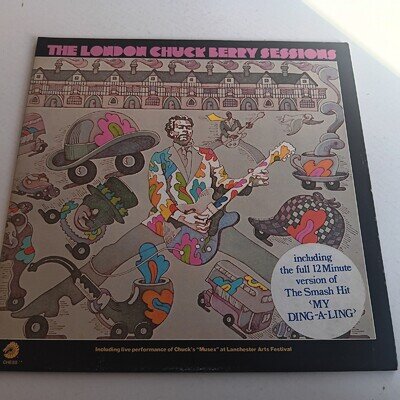 THE LONDON CHUCK BERRY SESSIONS
including
the full 12 Minute
version of
The Smash Hit
'MY
DING-A-LING'
Including live performance of Chuck's "Muses" at Lanchester Arts Festival
CHESS